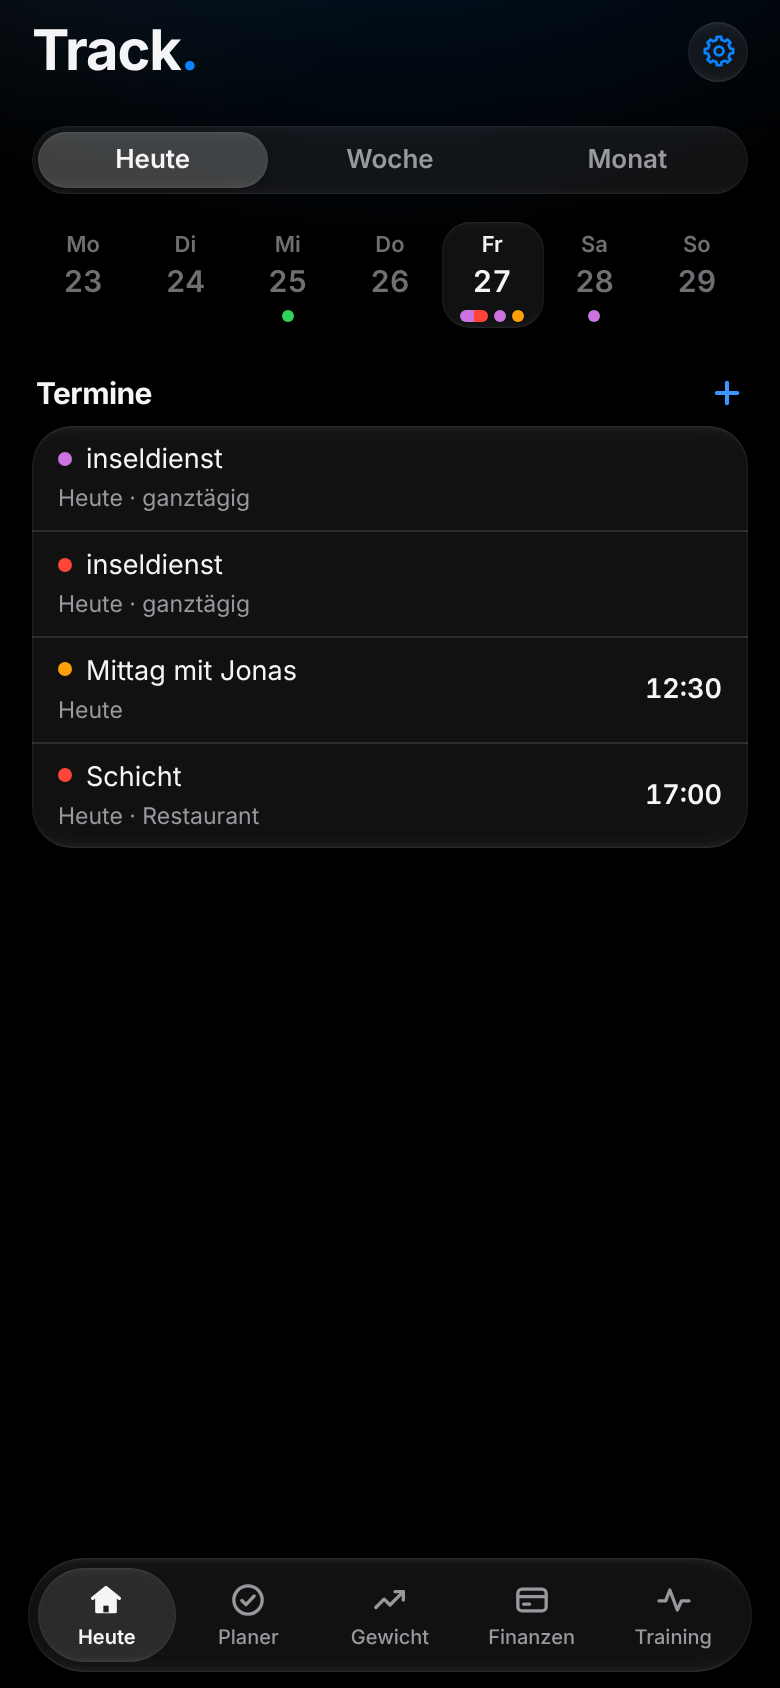 Track.
Heute Woche Monat
Mo Di Mi Do Fr Sa So
23 24 25 26 27 28 29
Termine
inseldienst
Heute · ganztägig
inseldienst
Heute · ganztägig
Mittag mit Jonas
12:30
Heute
Schicht
17:00
Heute · Restaurant
Heute Planer Gewicht Finanzen Training